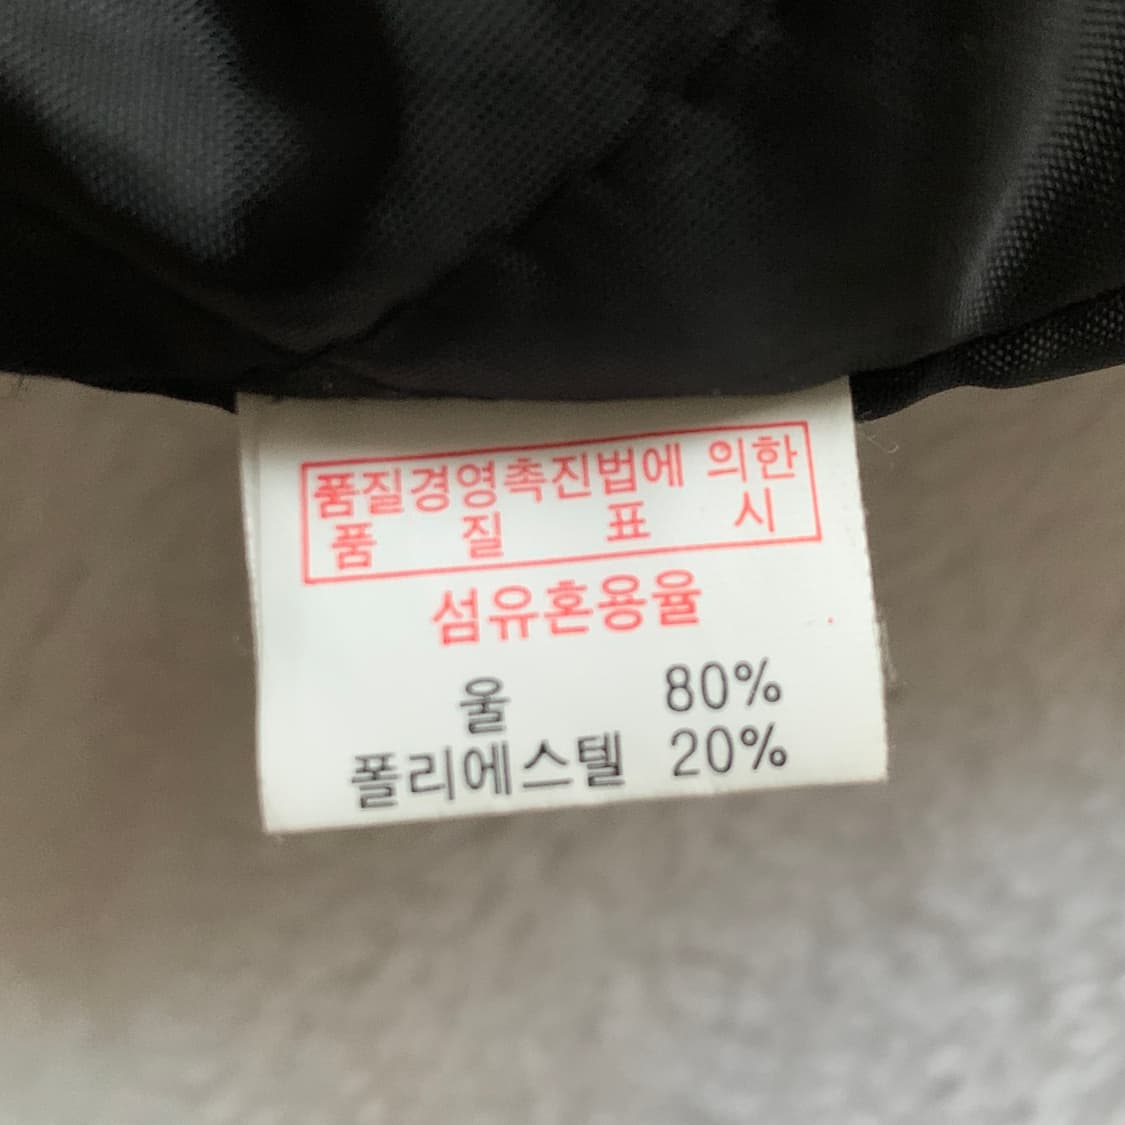 품질경영촉진법에 의한
품 질 표 시
섬유혼용율
울 80%
폴리에스텔 20%